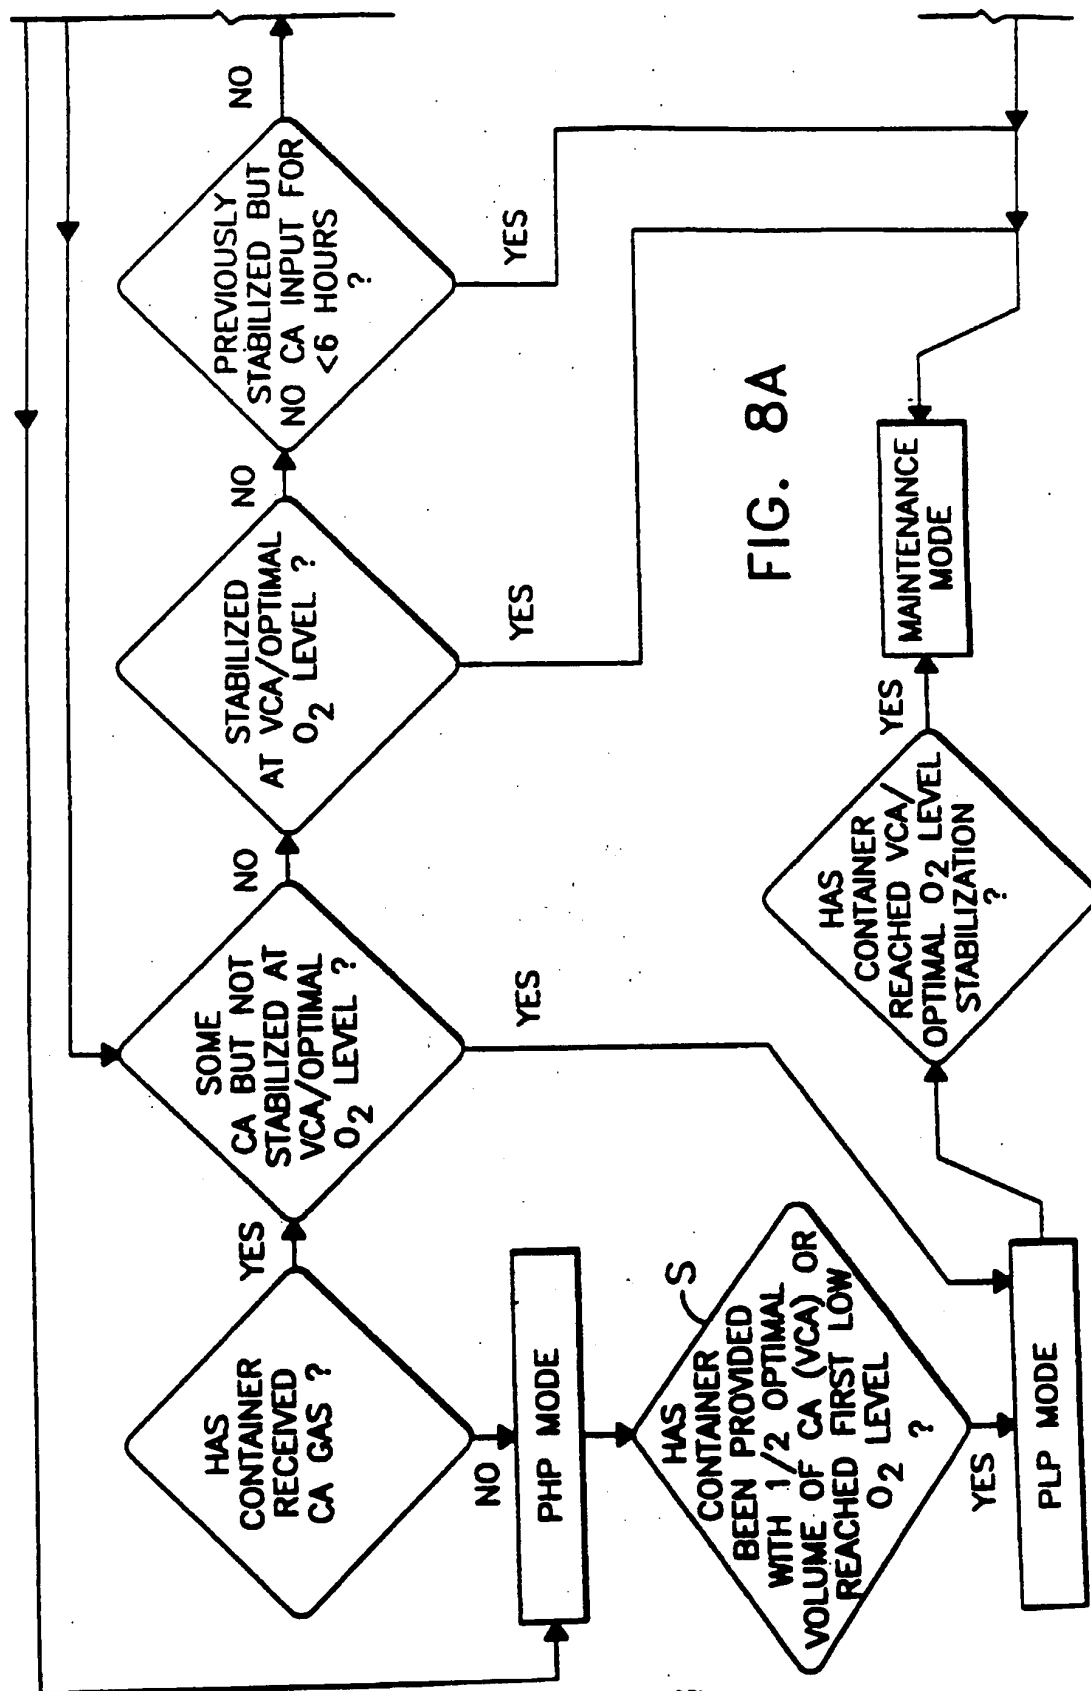 HAS
CONTAINER
RECEIVED
CA GAS ?
YES
NO
SOME
CA BUT NOT
STABILIZED AT
VCA/OPTIMAL
O2 LEVEL ?
NO
YES
STABILIZED
AT VCA/OPTIMAL
O2 LEVEL ?
NO
YES
PREVIOUSLY
STABILIZED BUT
NO CA INPUT FOR
<6 HOURS
?
NO
YES
PHP MODE
S
HAS
CONTAINER
BEEN PROVIDED
WITH 1/2 OPTIMAL
VOLUME OF CA (VCA) OR
REACHED FIRST LOW
O2 LEVEL
?
YES
PLP MODE
HAS
CONTAINER
REACHED VCA/
OPTIMAL O2 LEVEL
STABILIZATION
?
YES
MAINTENANCE
MODE
FIG. 8A